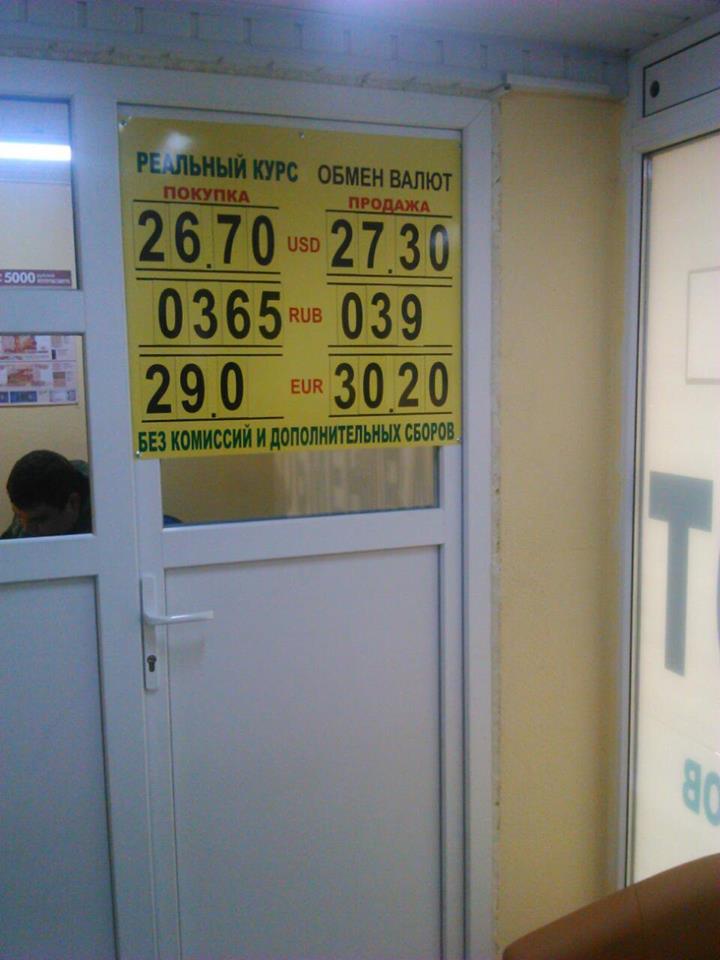 РЕАЛЬНЫЙ КУРС ОБМЕН ВАЛЮТ
ПОКУПКА ПРОДАЖА
26.70 USD 27.30
0365 RUB 039
29.0 EUR 30.20
БЕЗ КОМИССИЙ И ДОПОЛНИТЕЛЬНЫХ СБОРОВ
5000
Т
ОВ